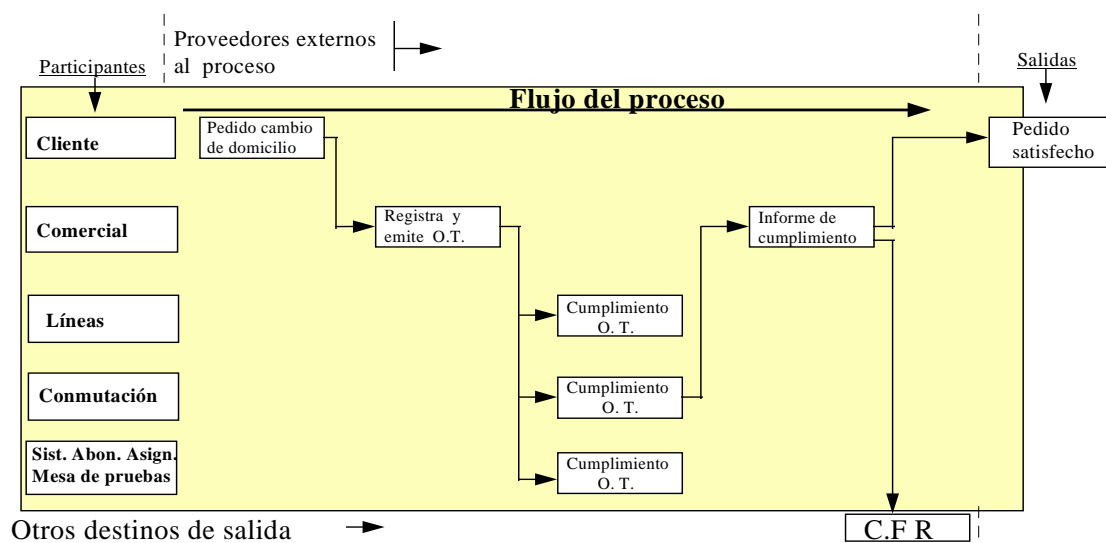 Proveedores externos
al proceso
Participantes
Salidas
Flujo del proceso
Cliente
Pedido cambio
de domicilio
Pedido
satisfecho
Comercial
Registra y
emite O.T.
Informe de
cumplimiento
Líneas
Cumplimiento
O. T.
Conmutación
Cumplimiento
O. T.
Sist. Abon. Asign.
Mesa de pruebas
Cumplimiento
O. T.
Otros destinos de salida
C.F R